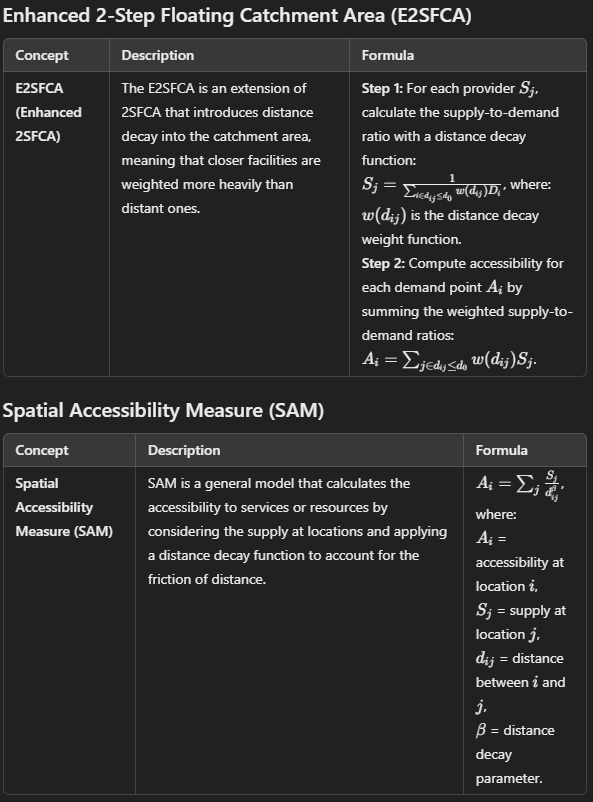 Enhanced 2-Step Floating Catchment Area (E2SFCA)
Concept Description Formula
E2SFCA
(Enhanced
2SFCA)
The E2SFCA is an extension of
2SFCA that introduces distance
decay into the catchment area,
meaning that closer facilities are
weighted more heavily than
distant ones.
Step 1: For each provider S_j,
calculate the supply-to-demand
ratio with a distance decay
function:
S_j = \frac{1}{\sum_{i∈d_{ij}≤d_0} w(d_{ij})D_i}, where:
w(d_{ij}) is the distance decay
weight function.
Step 2: Compute accessibility for
each demand point A_i by
summing the weighted supply-to-
demand ratios:
A_i = \sum_{j∈d_{ij}≤d_0} w(d_{ij})S_j.
Spatial Accessibility Measure (SAM)
Concept Description Formula
Spatial
Accessibility
Measure (SAM)
SAM is a general model that calculates the
accessibility to services or resources by
considering the supply at locations and applying
a distance decay function to account for the
friction of distance.
A_i = \sum_j \frac{S_j}{d_{ij}^β},
where:
A_i =
accessibility at
location i,
S_j = supply at
location j,
d_{ij} = distance
between i and
j,
β = distance
decay
parameter.